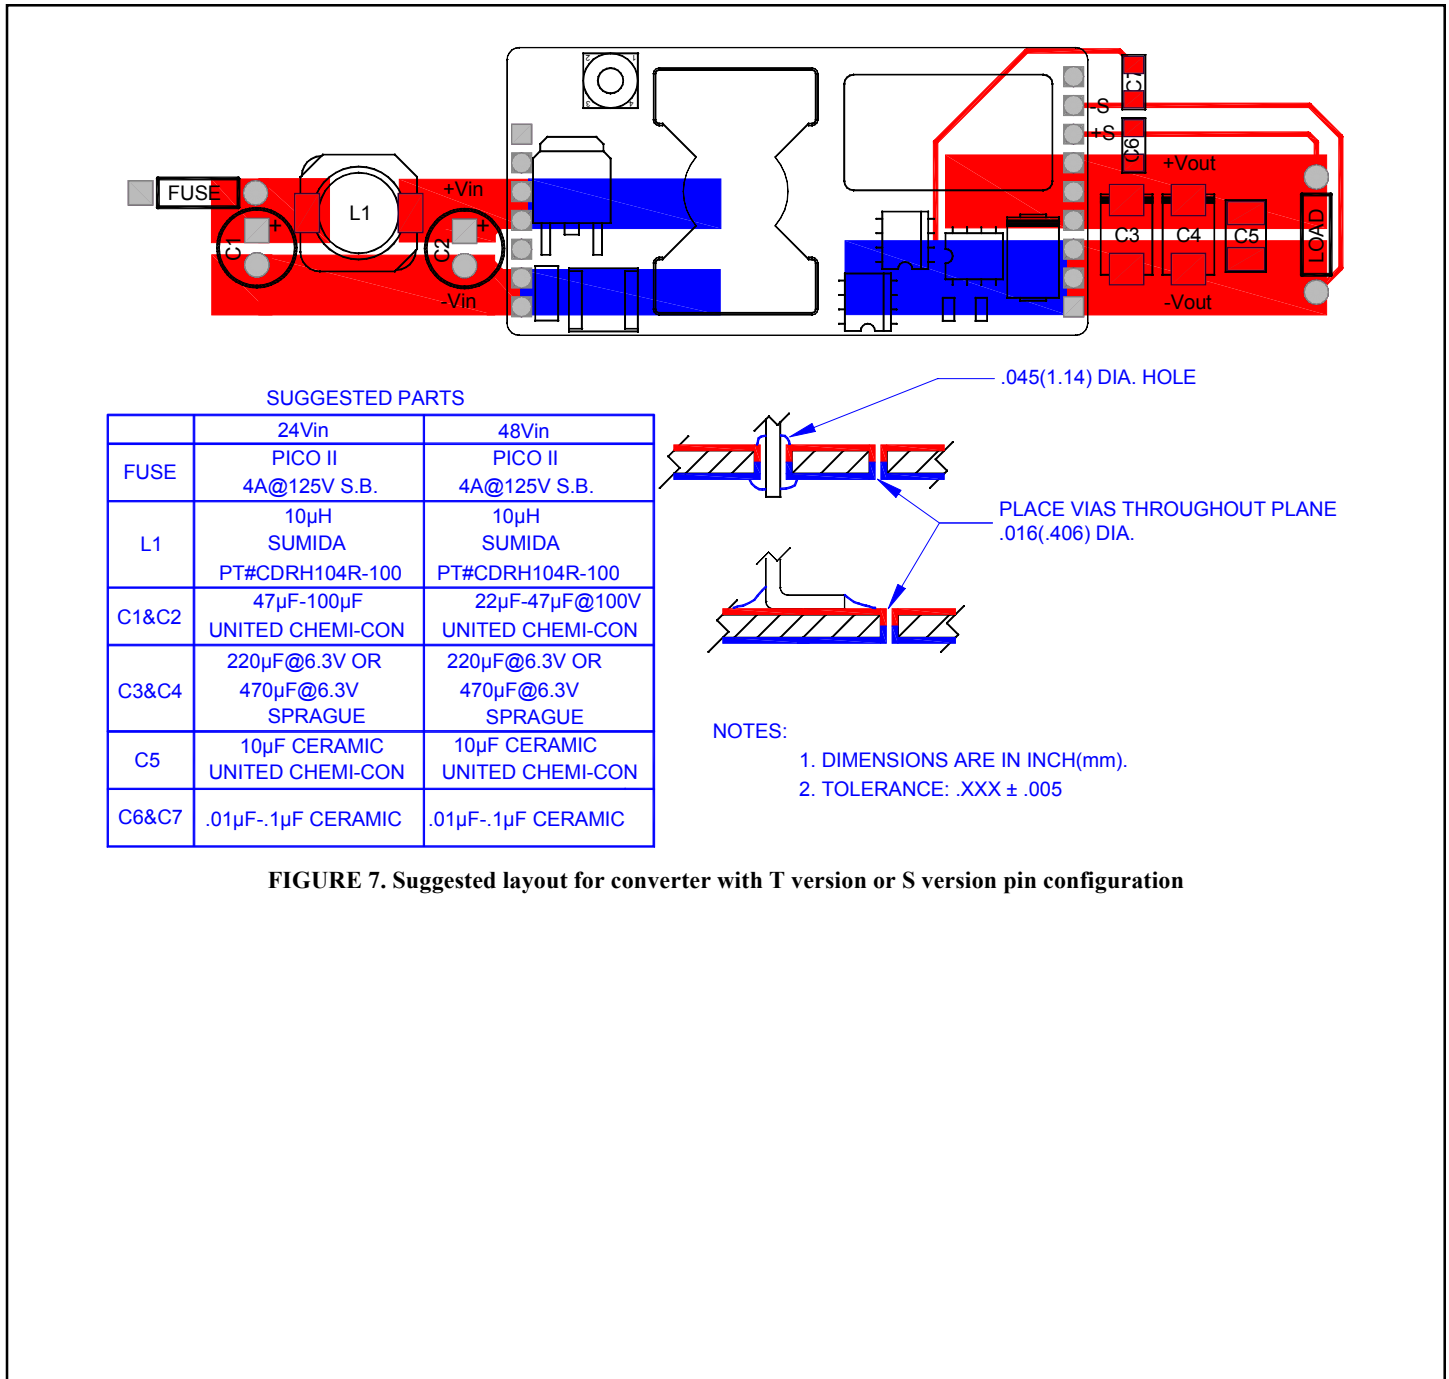 1
2
3
4
C7
-S
+S
C6
+Vout
FUSE
+Vin
L1
C1
+
C2
+
C3
C4
C5
LOAD
-Vin
-Vout
.045(1.14) DIA. HOLE
SUGGESTED PARTS
24Vin 48Vin
FUSE
PICO II PICO II
4A@125V S.B. 4A@125V S.B.
L1
10µH 10µH
SUMIDA SUMIDA
PT#CDRH104R-100 PT#CDRH104R-100
C1&C2
47µF-100µF 22µF-47µF@100V
UNITED CHEMI-CON UNITED CHEMI-CON
C3&C4
220µF@6.3V OR 220µF@6.3V OR
470µF@6.3V 470µF@6.3V
SPRAGUE SPRAGUE
C5
10µF CERAMIC 10µF CERAMIC
UNITED CHEMI-CON UNITED CHEMI-CON
C6&C7 .01µF-.1µF CERAMIC .01µF-.1µF CERAMIC
PLACE VIAS THROUGHOUT PLANE
.016(.406) DIA.
NOTES:
1. DIMENSIONS ARE IN INCH(mm).
2. TOLERANCE: .XXX ± .005
FIGURE 7. Suggested layout for converter with T version or S version pin configuration